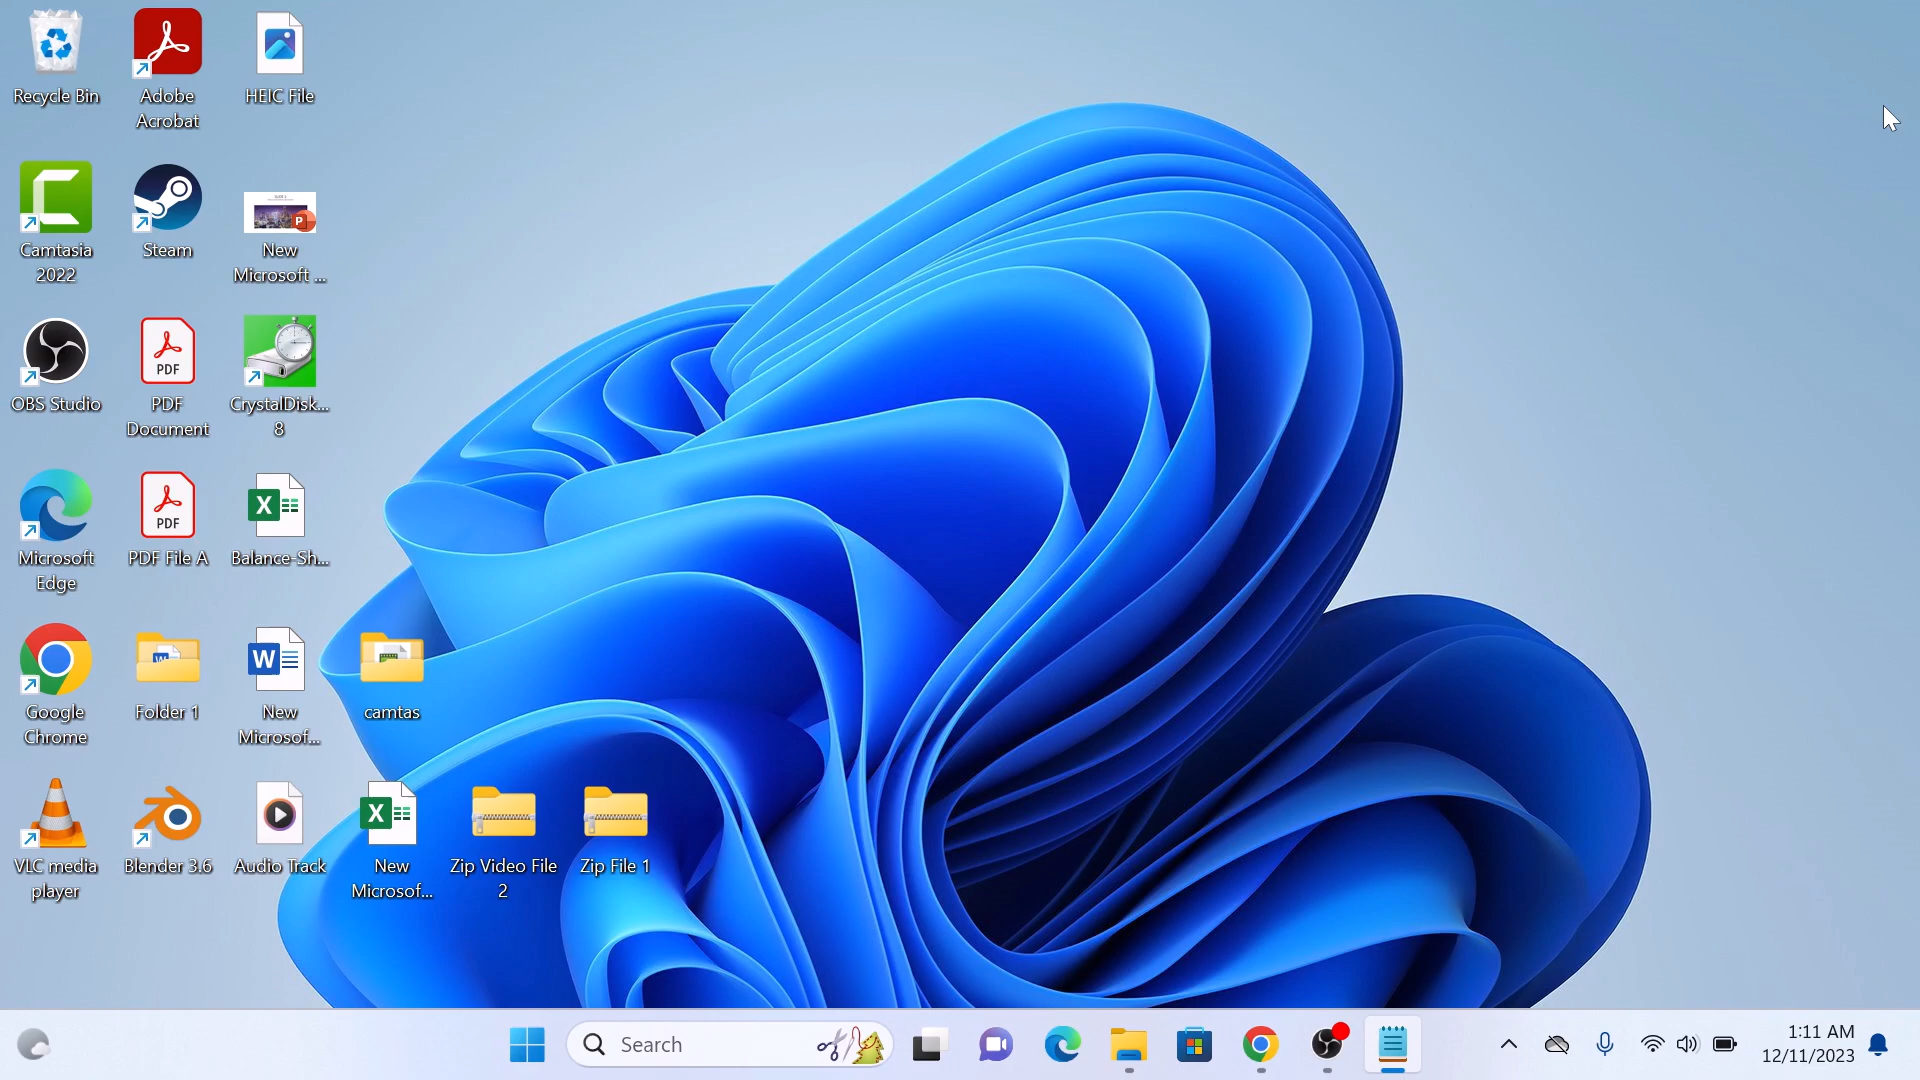 Recycle Bin
Adobe
Acrobat
HEIC File
Camtasia
2022
Steam
New
Microsoft ...
P
OBS Studio
PDF
PDF
Document
CrystalDisk...
8
Microsoft
Edge
PDF
PDF File A
X
Balance-Sh...
Google
Chrome
W
Folder 1
W
New
Microsof...
camtas
VLC media
player
Blender 3.6
Audio Track
X
New
Microsof...
Zip Video File
2
Zip File 1
Search
1:11 AM
12/11/2023